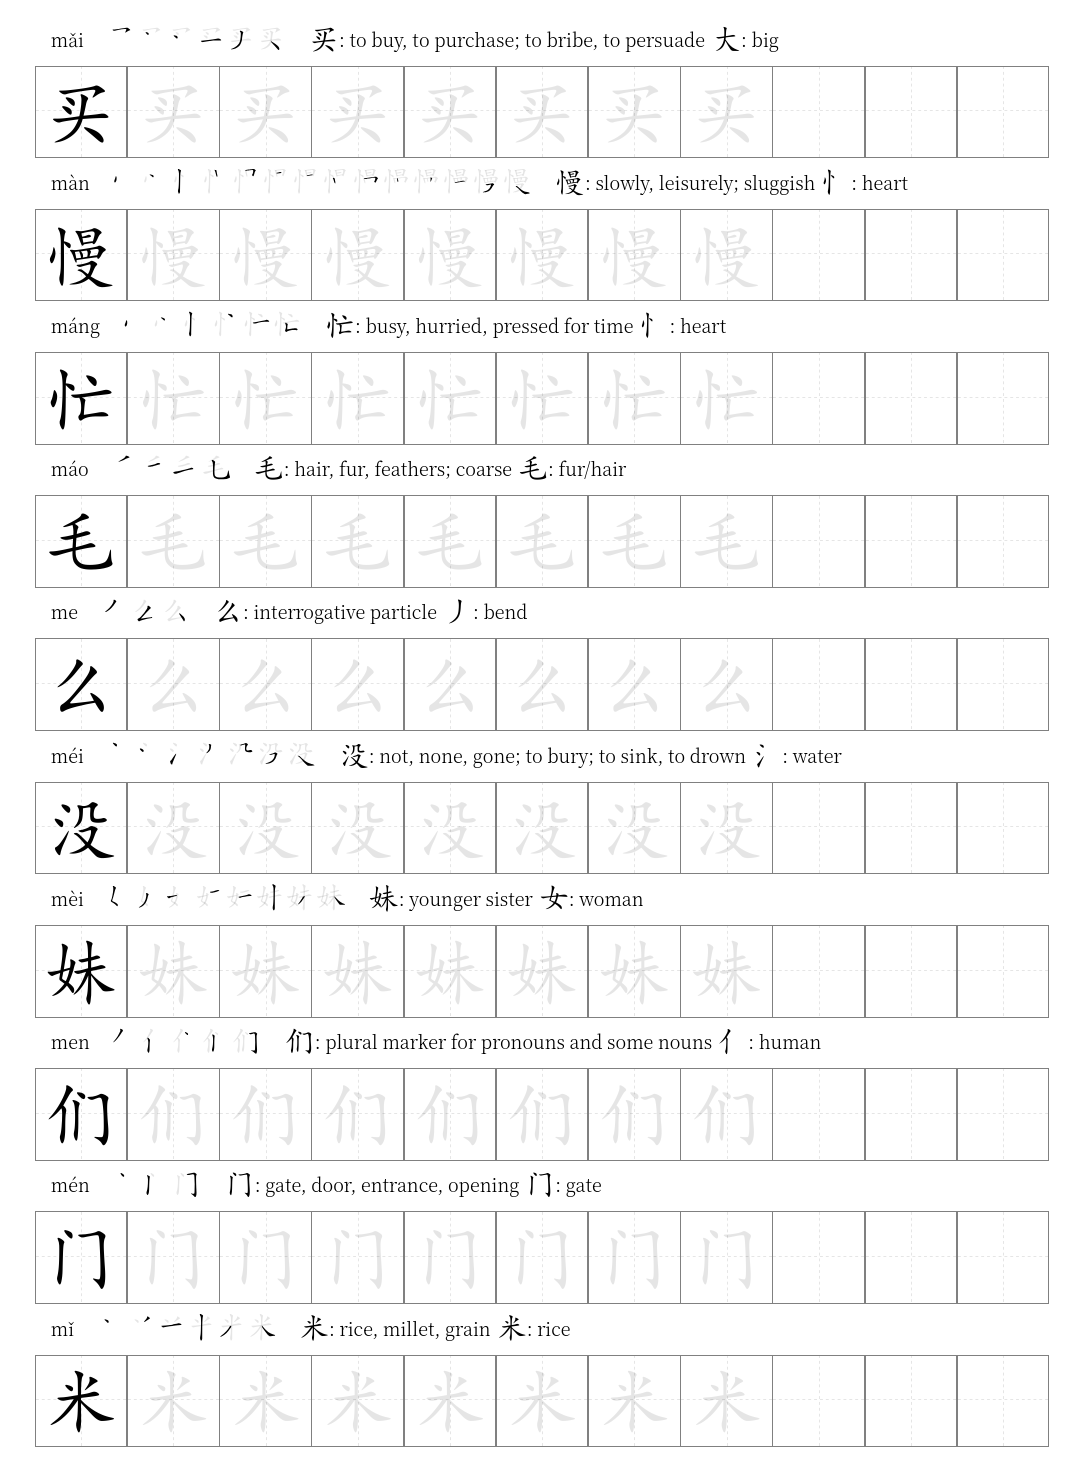 mǎi 买: to buy, to purchase; to bribe, to persuade 大: big
买 买 买 买 买 买 买 买
màn 慢: slowly, leisurely; sluggish 忄: heart
慢 慢 慢 慢 慢 慢 慢 慢
máng 忙: busy, hurried, pressed for time 忄: heart
忙 忙 忙 忙 忙 忙 忙 忙
máo 毛: hair, fur, feathers; coarse 毛: fur/hair
毛 毛 毛 毛 毛 毛 毛 毛
me 么: interrogative particle 丿: bend
么 么 么 么 么 么 么 么
méi 没: not, none, gone; to bury; to sink, to drown 氵: water
没 没 没 没 没 没 没 没
mèi 妹: younger sister 女: woman
妹 妹 妹 妹 妹 妹 妹 妹
men 们: plural marker for pronouns and some nouns 亻: human
们 们 们 们 们 们 们 们
mén 门: gate, door, entrance, opening 门: gate
门 门 门 门 门 门 门 门
mǐ 米: rice, millet, grain 米: rice
米 米 米 米 米 米 米 米